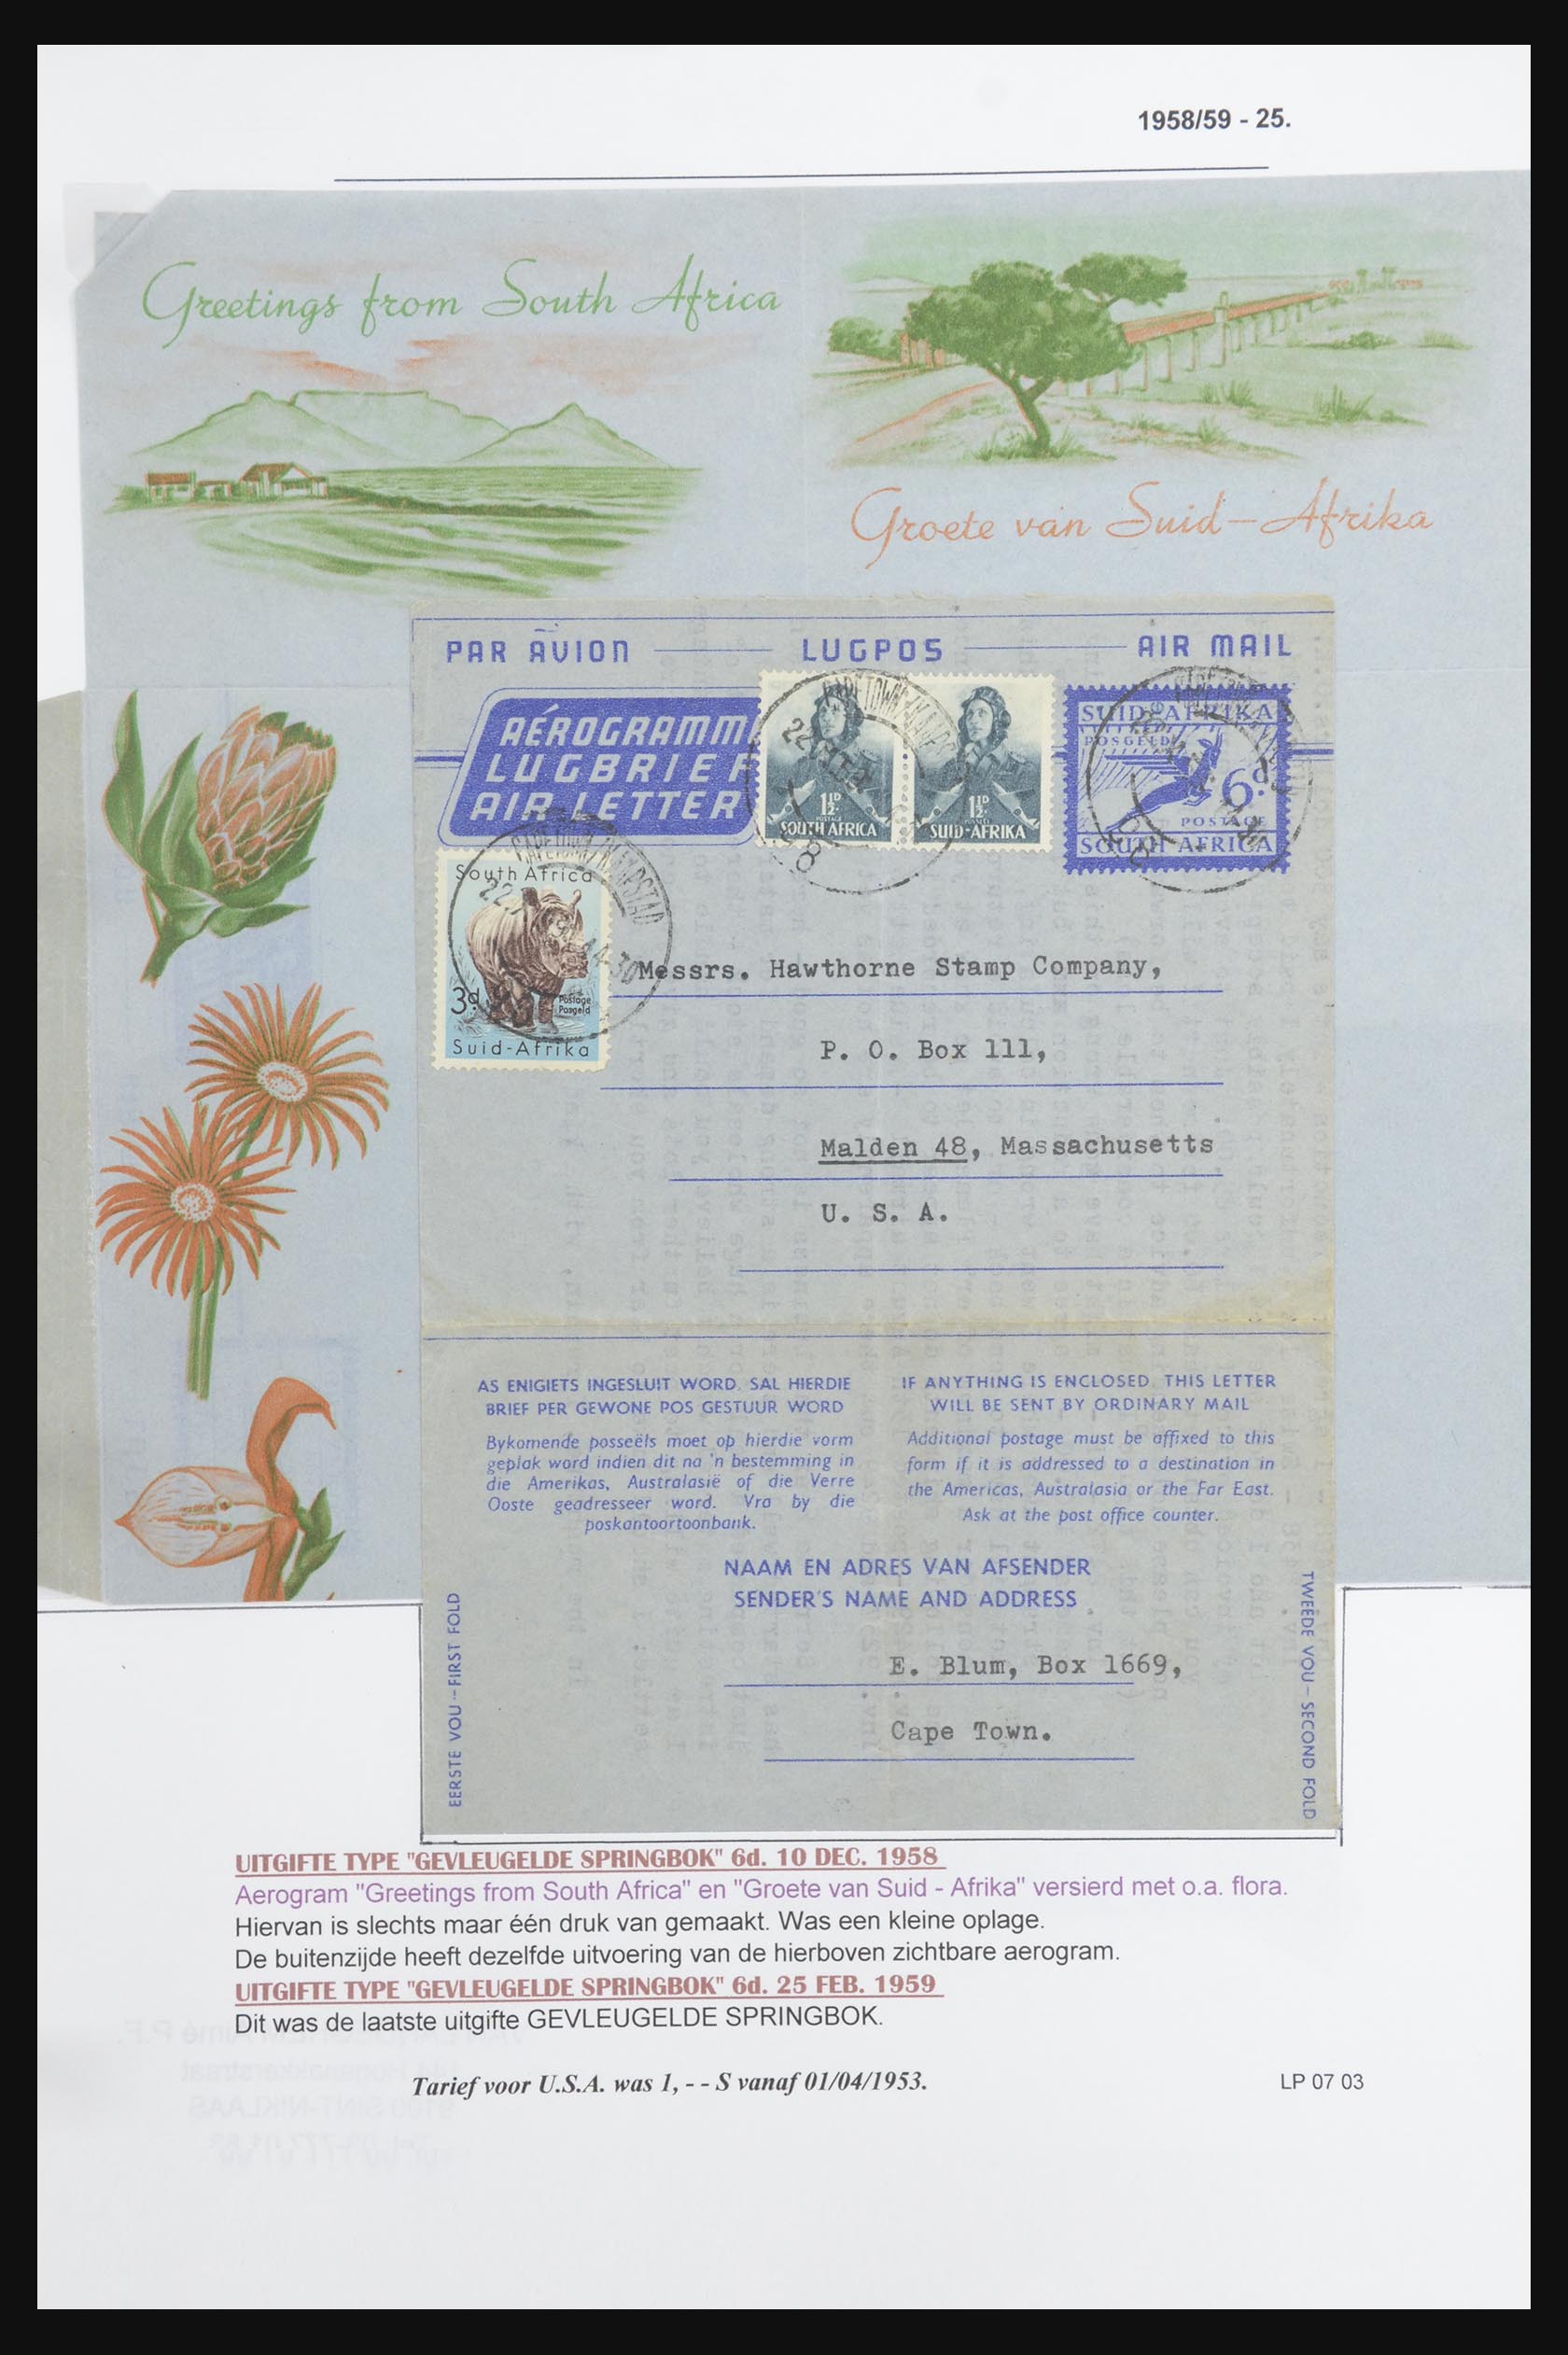 1958/59 - 25.
Greetings from South Africa
Groete van Suid-Afrika
PAR AVION LUGPOS AIR MAIL
AÉROGRAMM
LUGBRIEF
AIR LETTER
1½D
POSTAGE
SOUTH AFRICA
1½D
SUID-AFRIKA
SUID-AFRIKA
POSGELD
6d.
POSTAGE
SOUTH AFRICA
CAPE TOWN
South Africa
CAPE TOWN / KAAPSTAD
3d
Postage
Posgeld
Suid-Afrika
Messrs. Hawthorne Stamp Company,
P. O. Box 111,
Malden 48, Massachusetts
U. S. A.
AS ENIGIETS INGESLUIT WORD, SAL HIERDIE
BRIEF PER GEWONE POS GESTUUR WORD
Bykomende posseëls moet op hierdie vorm
geplak word indien dit na 'n bestemming in
die Amerikas, Australasië of die Verre
Ooste geadresseer word. Vra by die
poskantoortoonbank.
IF ANYTHING IS ENCLOSED, THIS LETTER
WILL BE SENT BY ORDINARY MAIL
Additional postage must be affixed to this
form if it is addressed to a destination in
the Americas, Australasia or the Far East.
Ask at the post office counter.
NAAM EN ADRES VAN AFSENDER
SENDER'S NAME AND ADDRESS
E. Blum, Box 1669,
Cape Town.
EERSTE VOU—FIRST FOLD
TWEEDE VOU—SECOND FOLD
UITGIFTE TYPE "GEVLEUGELDE SPRINGBOK" 6d. 10 DEC. 1958
Aerogram "Greetings from South Africa" en "Groete van Suid - Afrika" versierd met o.a. flora.
Hiervan is slechts maar één druk van gemaakt. Was een kleine oplage.
De buitenzijde heeft dezelfde uitvoering van de hierboven zichtbare aerogram.
UITGIFTE TYPE "GEVLEUGELDE SPRINGBOK" 6d. 25 FEB. 1959
Dit was de laatste uitgifte GEVLEUGELDE SPRINGBOK.
Tarief voor U.S.A. was 1, - - S vanaf 01/04/1953.
LP 07 03